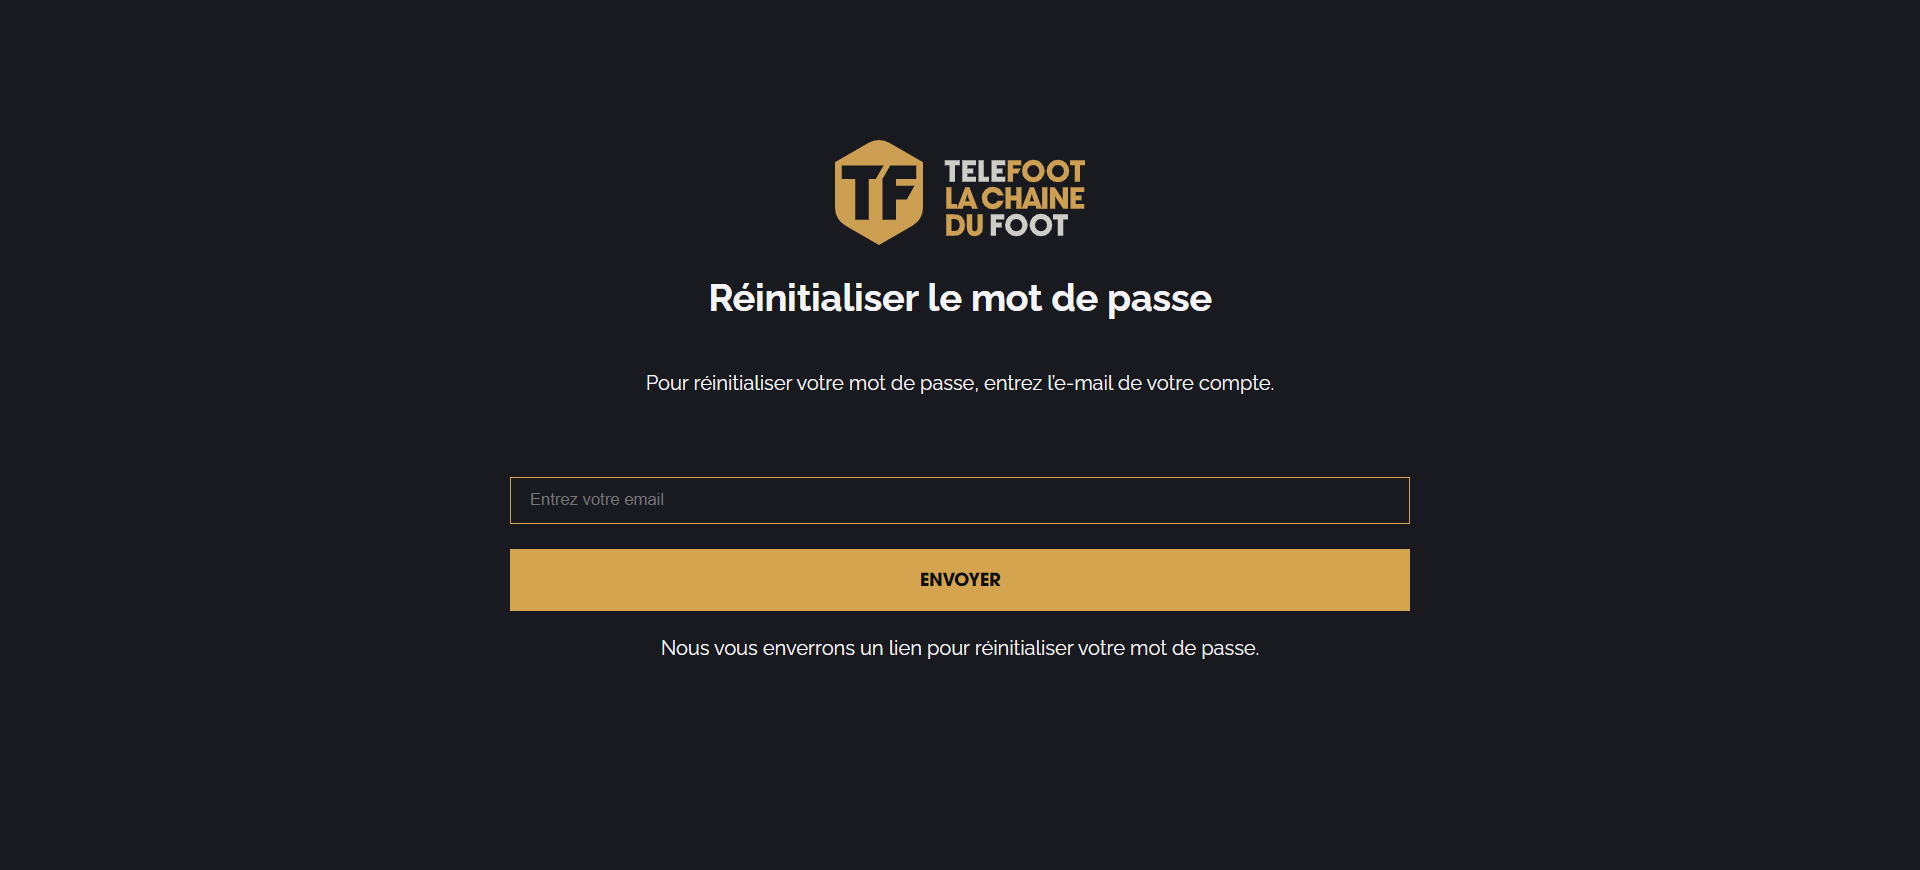 TF
TELEFOOT
LA CHAINE
DU FOOT
Réinitialiser le mot de passe
Pour réinitialiser votre mot de passe, entrez l’e-mail de votre compte.
Entrez votre email
ENVOYER
Nous vous enverrons un lien pour réinitialiser votre mot de passe.